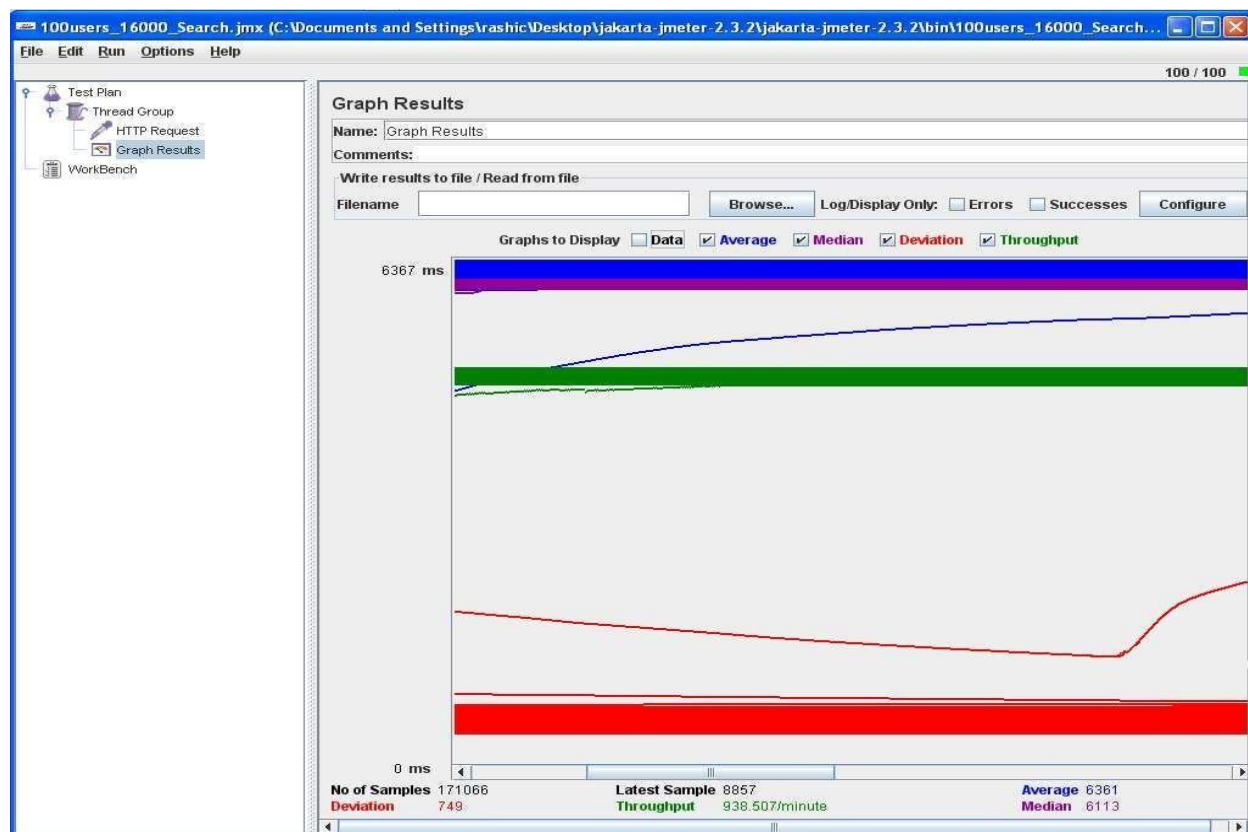 100users_16000_Search.jmx (C:\Documents and Settings\rashic\Desktop\jakarta-jmeter-2.3.2\jakarta-jmeter-2.3.2\bin\100users_16000_Search...
File Edit Run Options Help
100 / 100
Test Plan
Thread Group
HTTP Request
Graph Results
WorkBench
Graph Results
Name: Graph Results
Comments:
Write results to file / Read from file
Filename Browse... Log/Display Only: Errors Successes Configure
Graphs to Display Data Average Median Deviation Throughput
6367 ms
0 ms
No of Samples 171066 Latest Sample 8857 Average 6361
Deviation 749 Throughput 938.507/minute Median 6113